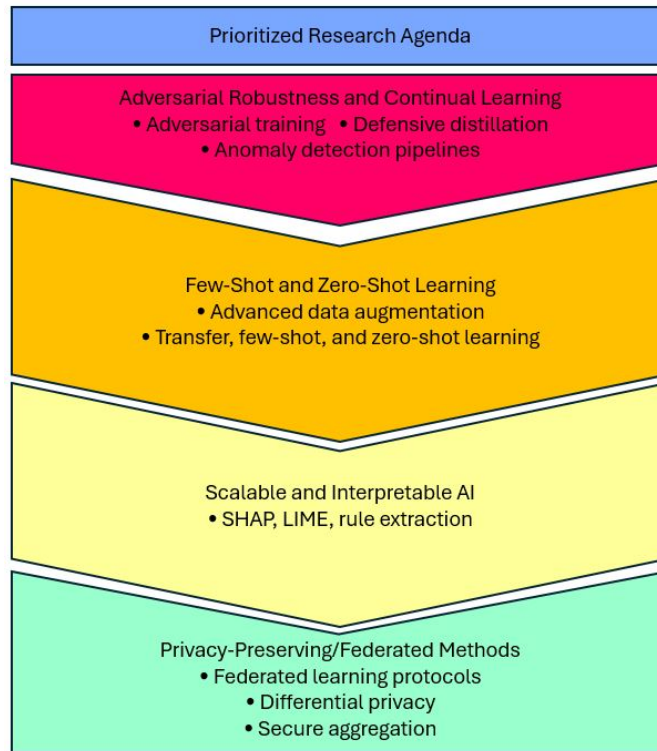 Prioritized Research Agenda
Adversarial Robustness and Continual Learning
• Adversarial training • Defensive distillation
• Anomaly detection pipelines
Few-Shot and Zero-Shot Learning
• Advanced data augmentation
• Transfer, few-shot, and zero-shot learning
Scalable and Interpretable AI
• SHAP, LIME, rule extraction
Privacy-Preserving/Federated Methods
• Federated learning protocols
• Differential privacy
• Secure aggregation